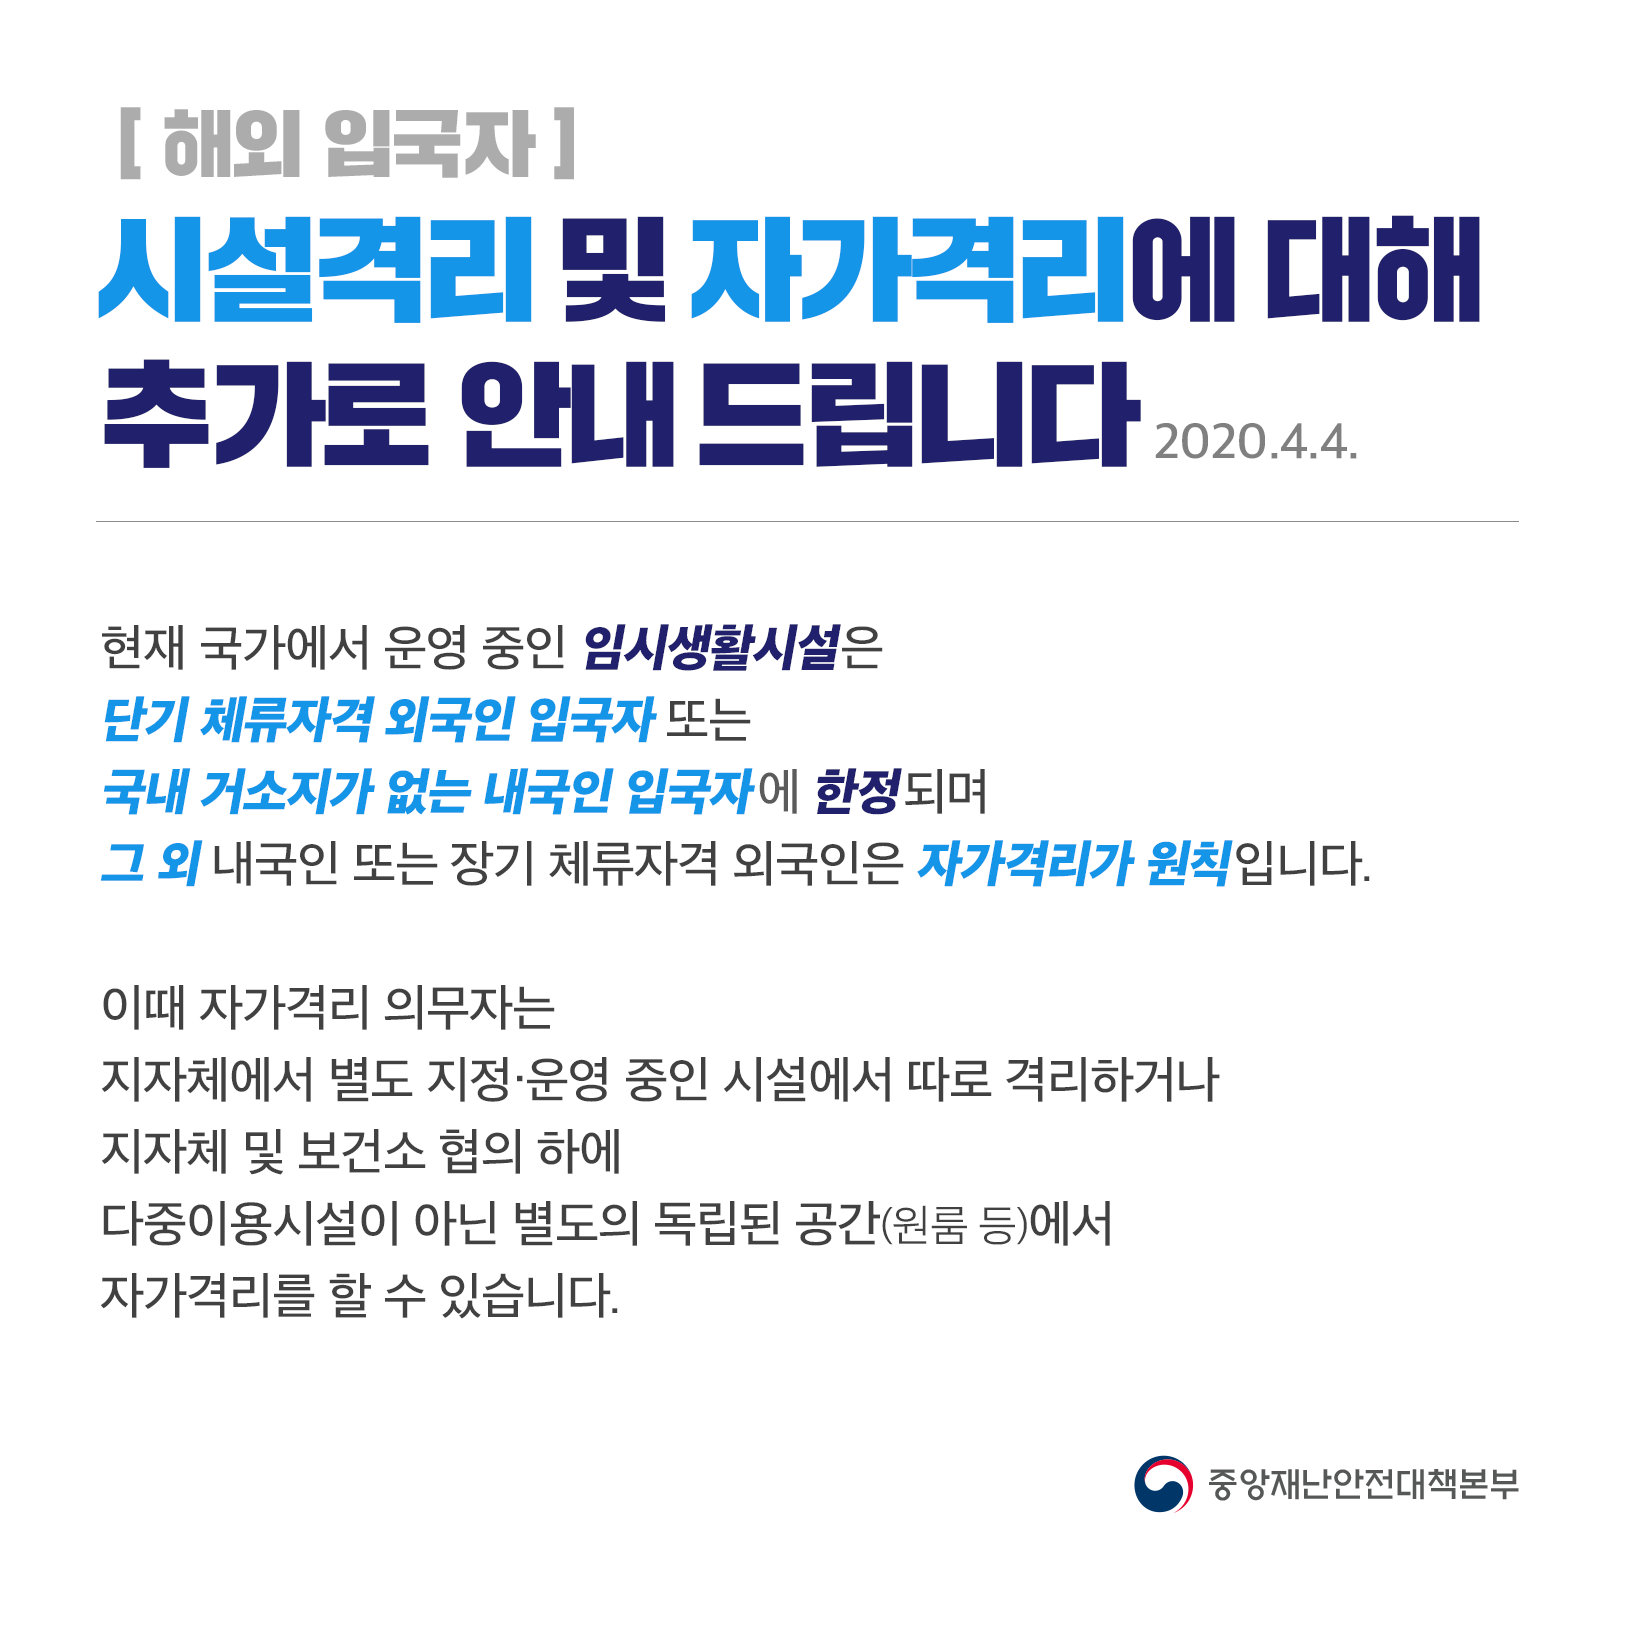 [ 해외 입국자 ]
시설격리 및 자가격리에 대해
추가로 안내 드립니다 2020.4.4.
현재 국가에서 운영 중인 임시생활시설은
단기 체류자격 외국인 입국자 또는
국내 거소지가 없는 내국인 입국자에 한정되며
그 외 내국인 또는 장기 체류자격 외국인은 자가격리가 원칙입니다.
이때 자가격리 의무자는
지자체에서 별도 지정·운영 중인 시설에서 따로 격리하거나
지자체 및 보건소 협의 하에
다중이용시설이 아닌 별도의 독립된 공간(원룸 등)에서
자가격리를 할 수 있습니다.
중앙재난안전대책본부